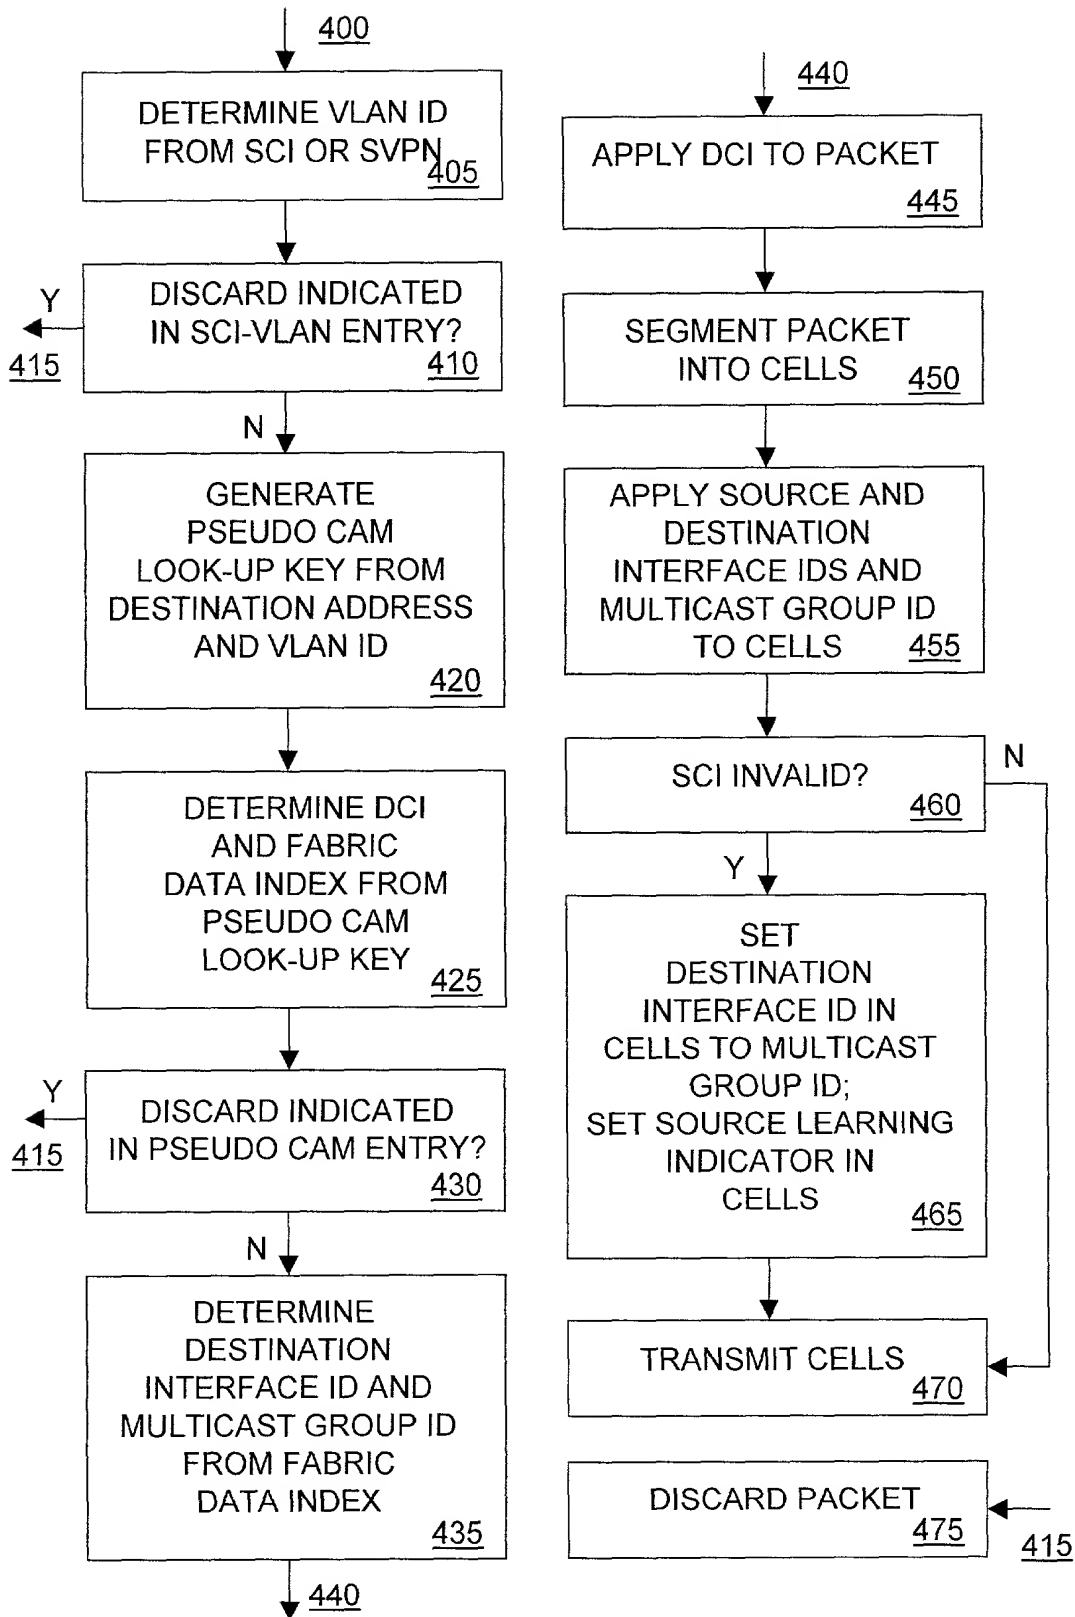 400
DETERMINE VLAN ID
FROM SCI OR SVPN
405
DISCARD INDICATED
IN SCI-VLAN ENTRY?
410
Y
415
N
GENERATE
PSEUDO CAM
LOOK-UP KEY FROM
DESTINATION ADDRESS
AND VLAN ID
420
DETERMINE DCI
AND FABRIC
DATA INDEX FROM
PSEUDO CAM
LOOK-UP KEY
425
Y
415
DISCARD INDICATED
IN PSEUDO CAM ENTRY?
430
N
DETERMINE
DESTINATION
INTERFACE ID AND
MULTICAST GROUP ID
FROM FABRIC
DATA INDEX
435
440
440
APPLY DCI TO PACKET
445
SEGMENT PACKET
INTO CELLS
450
APPLY SOURCE AND
DESTINATION
INTERFACE IDS AND
MULTICAST GROUP ID
TO CELLS
455
SCI INVALID?
460
N
Y
SET
DESTINATION
INTERFACE ID IN
CELLS TO MULTICAST
GROUP ID;
SET SOURCE LEARNING
INDICATOR IN
CELLS
465
TRANSMIT CELLS
470
DISCARD PACKET
475
415